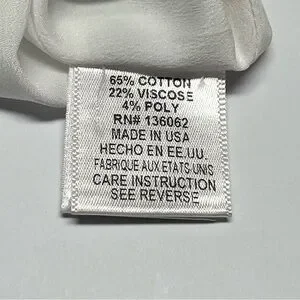 65% COTTON
22% VISCOSE
4% POLY
RN# 136062
MADE IN USA
HECHO EN EE.UU.
FABRIQUE AUX ETATS-UNIS
CARE INSTRUCTION
SEE REVERSE